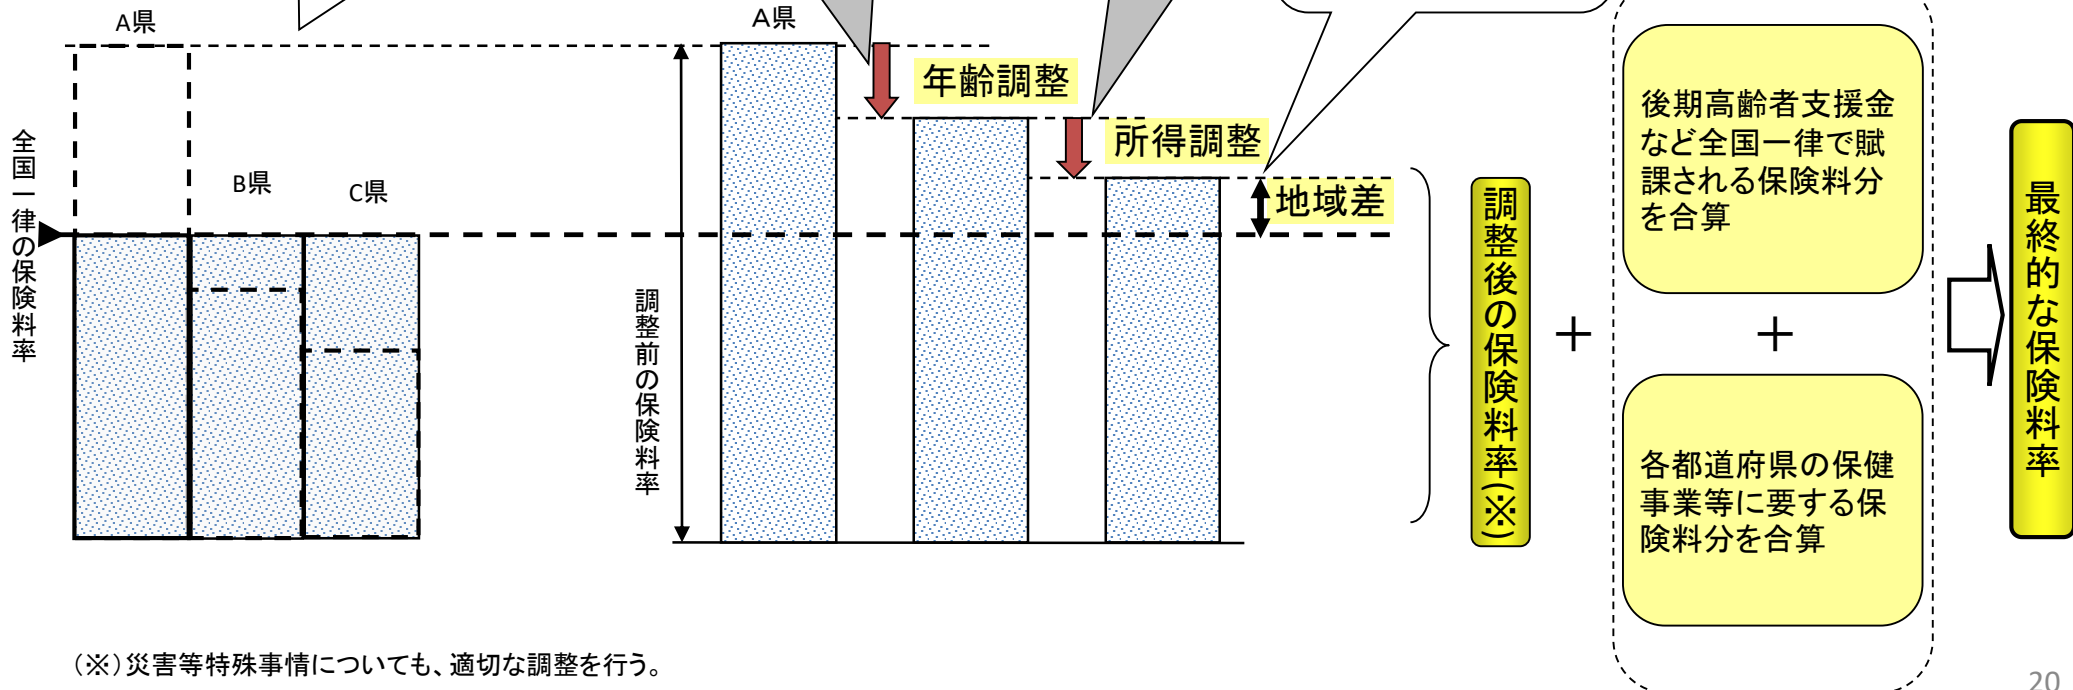 A県
B県
C県
全国一律の保険料率
A県
調整前の保険料率
年齢調整
所得調整
地域差
調整後の保険料率(※)
＋
後期高齢者支援金
など全国一律で賦
課される保険料分
を合算
＋
各都道府県の保健
事業等に要する保
険料分を合算
最終的な保険料率
(※)災害等特殊事情についても、適切な調整を行う。
20